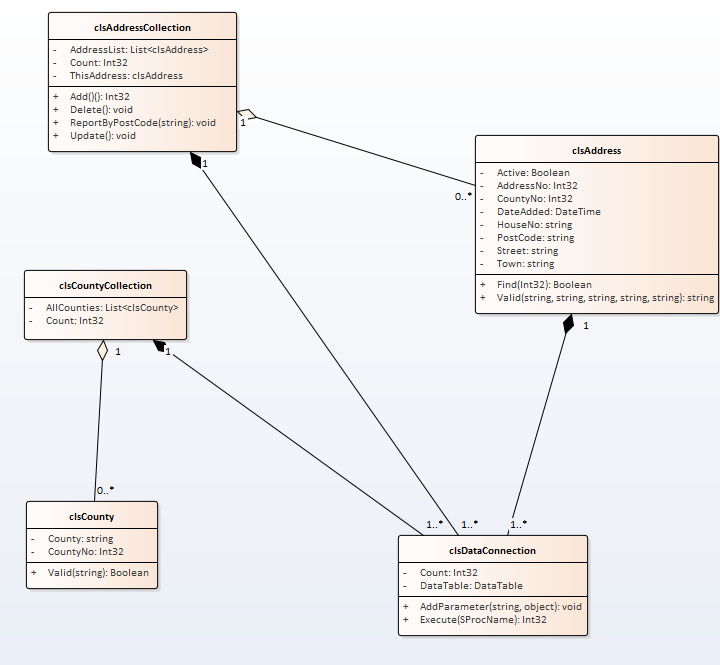 clsAddressCollection
- AddressList: List<clsAddress>
- Count: Int32
- ThisAddress: clsAddress
+ Add()(): Int32
+ Delete(): void
+ ReportByPostCode(string): void
+ Update(): void
1
1
0..*
clsAddress
- Active: Boolean
- AddressNo: Int32
- CountyNo: Int32
- DateAdded: DateTime
- HouseNo: string
- PostCode: string
- Street: string
- Town: string
+ Find(Int32): Boolean
+ Valid(string, string, string, string, string): string
1
clsCountyCollection
- AllCounties: List<clsCounty>
- Count: Int32
1
1
0..*
clsCounty
- County: string
- CountyNo: Int32
+ Valid(string): Boolean
1..*
1..*
1..*
clsDataConnection
- Count: Int32
- DataTable: DataTable
+ AddParameter(string, object): void
+ Execute(SProcName): Int32